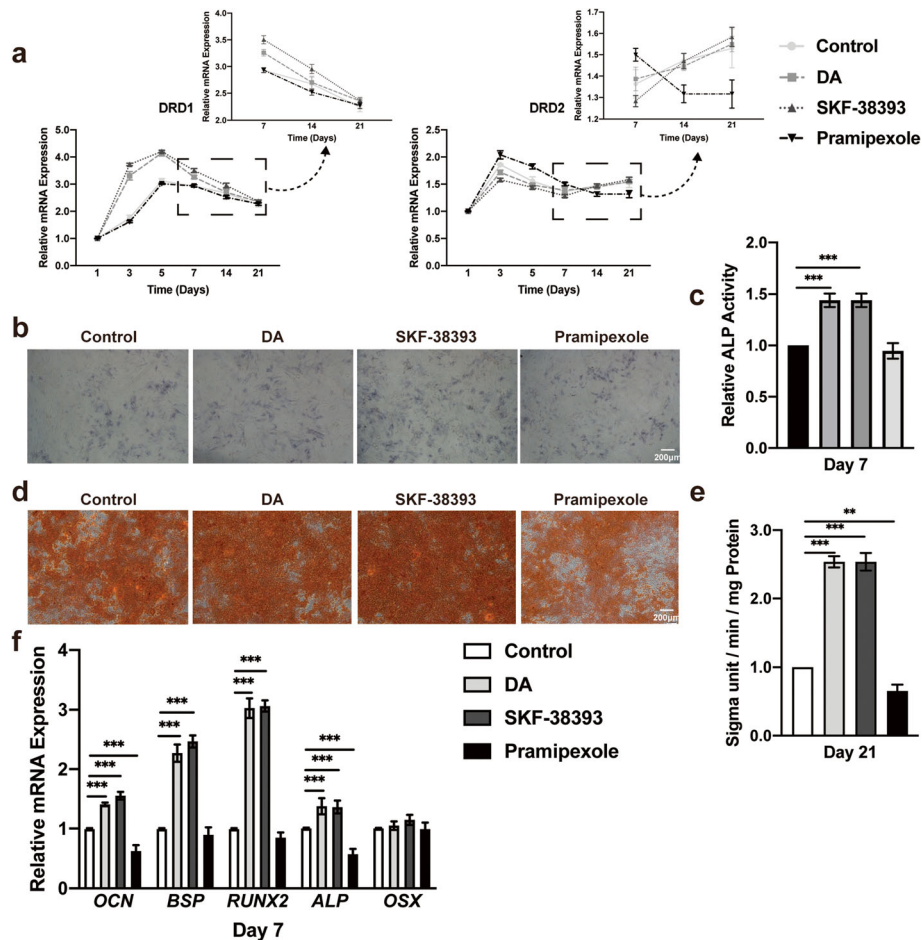 a
DRD1
Relative mRNA Expression
3.5
3.0
2.5
2.0
7
14
21
Time (Days)
Relative mRNA Expression
5.0
4.0
3.0
2.0
1.0
0.0
1
3
5
7
14
21
Time (Days)
DRD2
Relative mRNA Expression
1.6
1.5
1.4
1.3
1.2
7
14
21
Time (Days)
Relative mRNA Expression
2.5
2.0
1.5
1.0
0.5
0.0
1
3
5
7
14
21
Time (Days)
Control
DA
SKF-38393
Pramipexole
b
Control
DA
SKF-38393
Pramipexole
200μm
c
Relative ALP Activity
2.0
1.5
1.0
0.5
0.0
***
***
Day 7
d
Control
DA
SKF-38393
Pramipexole
200μm
e
Sigma unit / min / mg Protein
3.0
2.0
1.0
0.0
**
***
***
Day 21
f
Relative mRNA Expression
4
3
2
1
0
***
***
***
***
***
***
***
***
***
***
OCN
BSP
RUNX2
ALP
OSX
Day 7
Control
DA
SKF-38393
Pramipexole